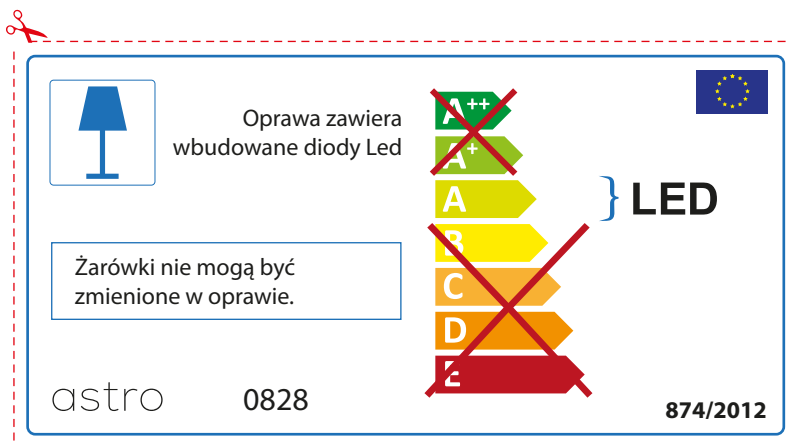 Oprawa zawiera
wbudowane diody Led
A++
A+
A
LED
B
Żarówki nie mogą być
zmienione w oprawie.
C
D
E
astro
0828
874/2012